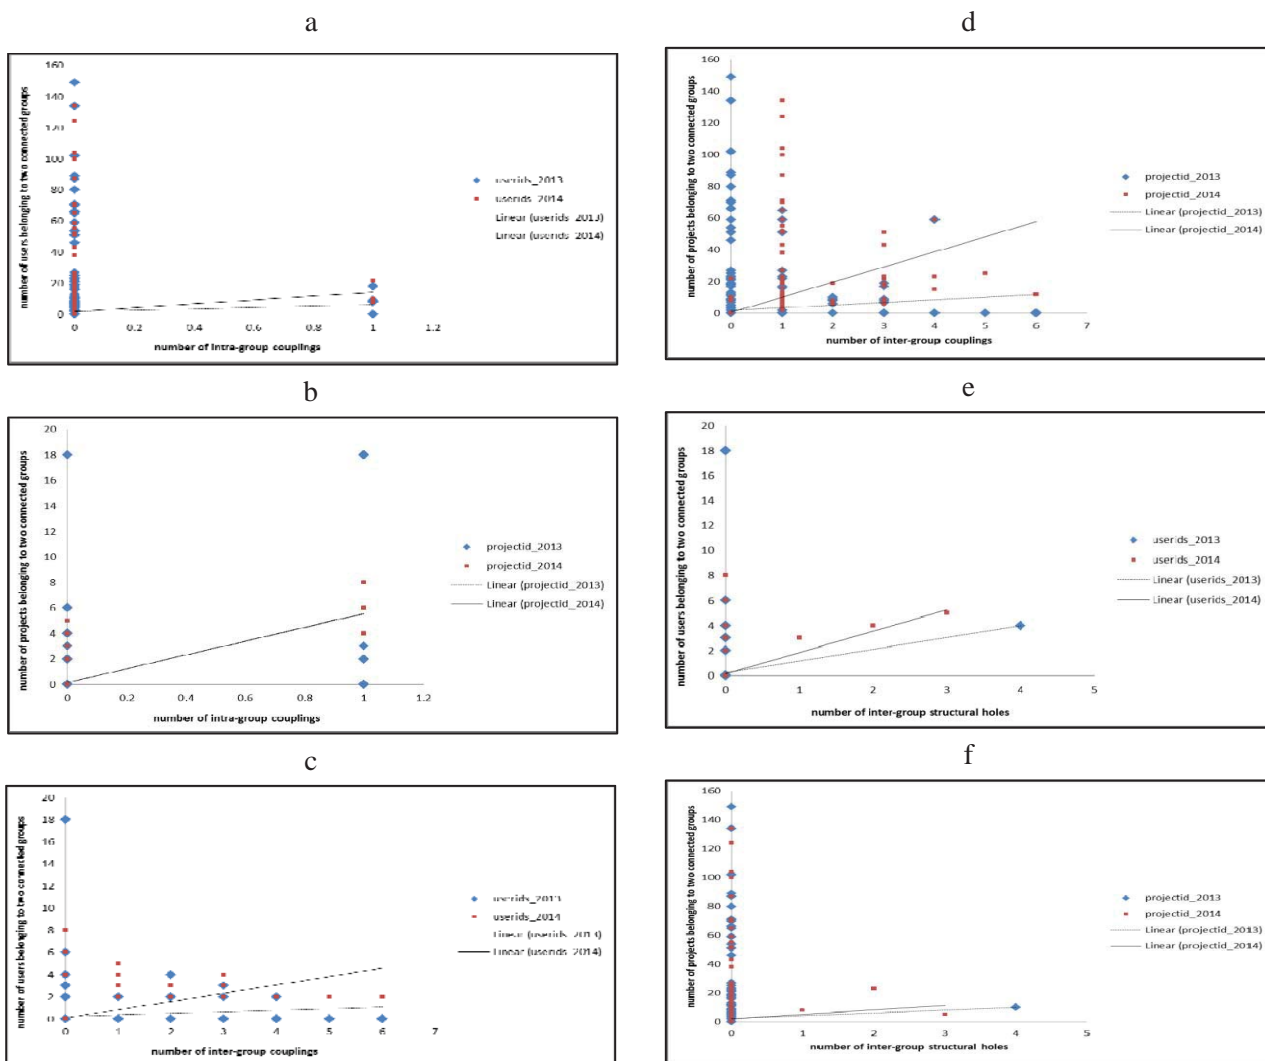 a
160
140
120
100
80
60
40
20
0
number of users belonging to two connected groups
0 0.2 0.4 0.6 0.8 1 1.2
number of intra-group couplings
userids_2013
userids_2014
Linear (userids_2013)
Linear (userids_2014)
b
20
18
16
14
12
10
8
6
4
2
0
number of projects belonging to two connected groups
0 0.2 0.4 0.6 0.8 1 1.2
number of intra-group couplings
projectid_2013
projectid_2014
Linear (projectid_2013)
Linear (projectid_2014)
c
20
18
16
14
12
10
8
6
4
2
0
number of users belonging to two connected groups
0 1 2 3 4 5 6 7
number of inter-group couplings
userids_2013
userids_2014
Linear (userids_2013)
Linear (userids_2014)
d
160
140
120
100
80
60
40
20
0
number of projects belonging to two connected groups
0 1 2 3 4 5 6 7
number of inter-group couplings
projectid_2013
projectid_2014
Linear (projectid_2013)
Linear (projectid_2014)
e
20
18
16
14
12
10
8
6
4
2
0
number of users belonging to two connected groups
0 1 2 3 4 5
number of inter-group structural holes
userids_2013
userids_2014
Linear (userids_2013)
Linear (userids_2014)
f
160
140
120
100
80
60
40
20
0
number of projects belonging to two connected groups
0 1 2 3 4 5
number of inter-group structural holes
projectid_2013
projectid_2014
Linear (projectid_2013)
Linear (projectid_2014)